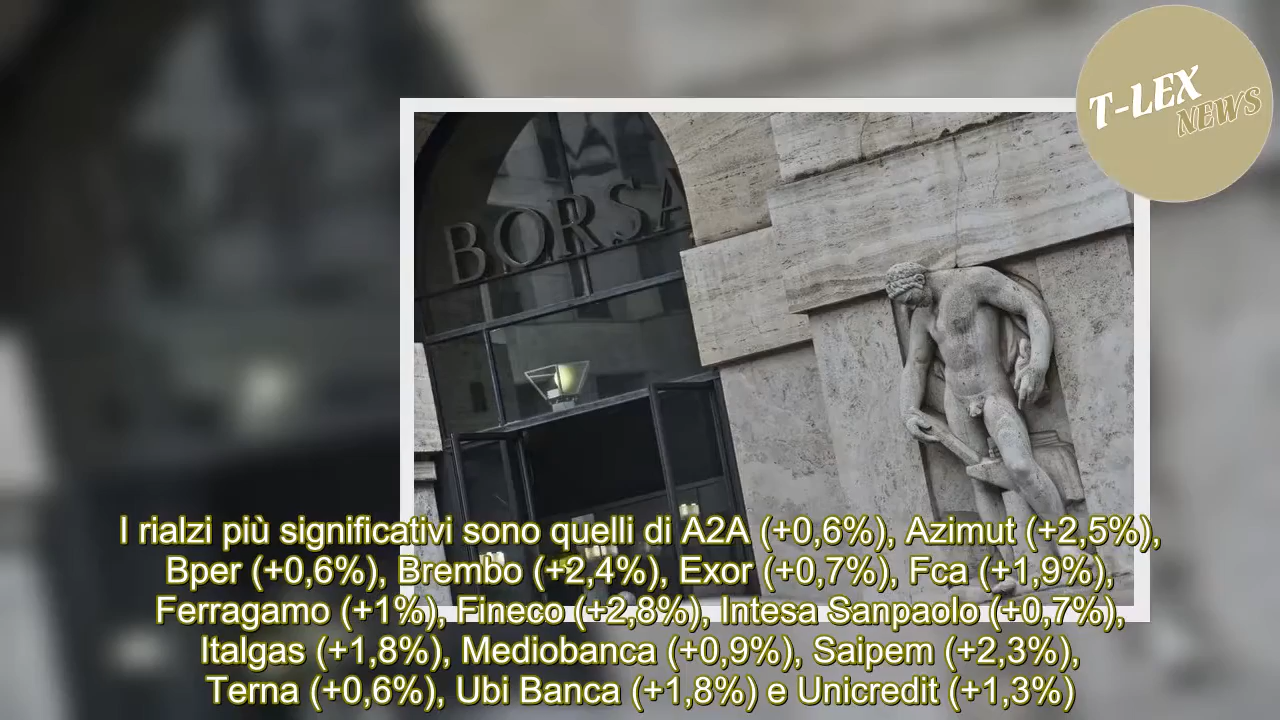 T-LEX
NEWS
BORSA
I rialzi più significativi sono quelli di A2A (+0,6%), Azimut (+2,5%),
Bper (+0,6%), Brembo (+2,4%), Exor (+0,7%), Fca (+1,9%),
Ferragamo (+1%), Fineco (+2,8%), Intesa Sanpaolo (+0,7%),
Italgas (+1,8%), Mediobanca (+0,9%), Saipem (+2,3%),
Terna (+0,6%), Ubi Banca (+1,8%) e Unicredit (+1,3%)